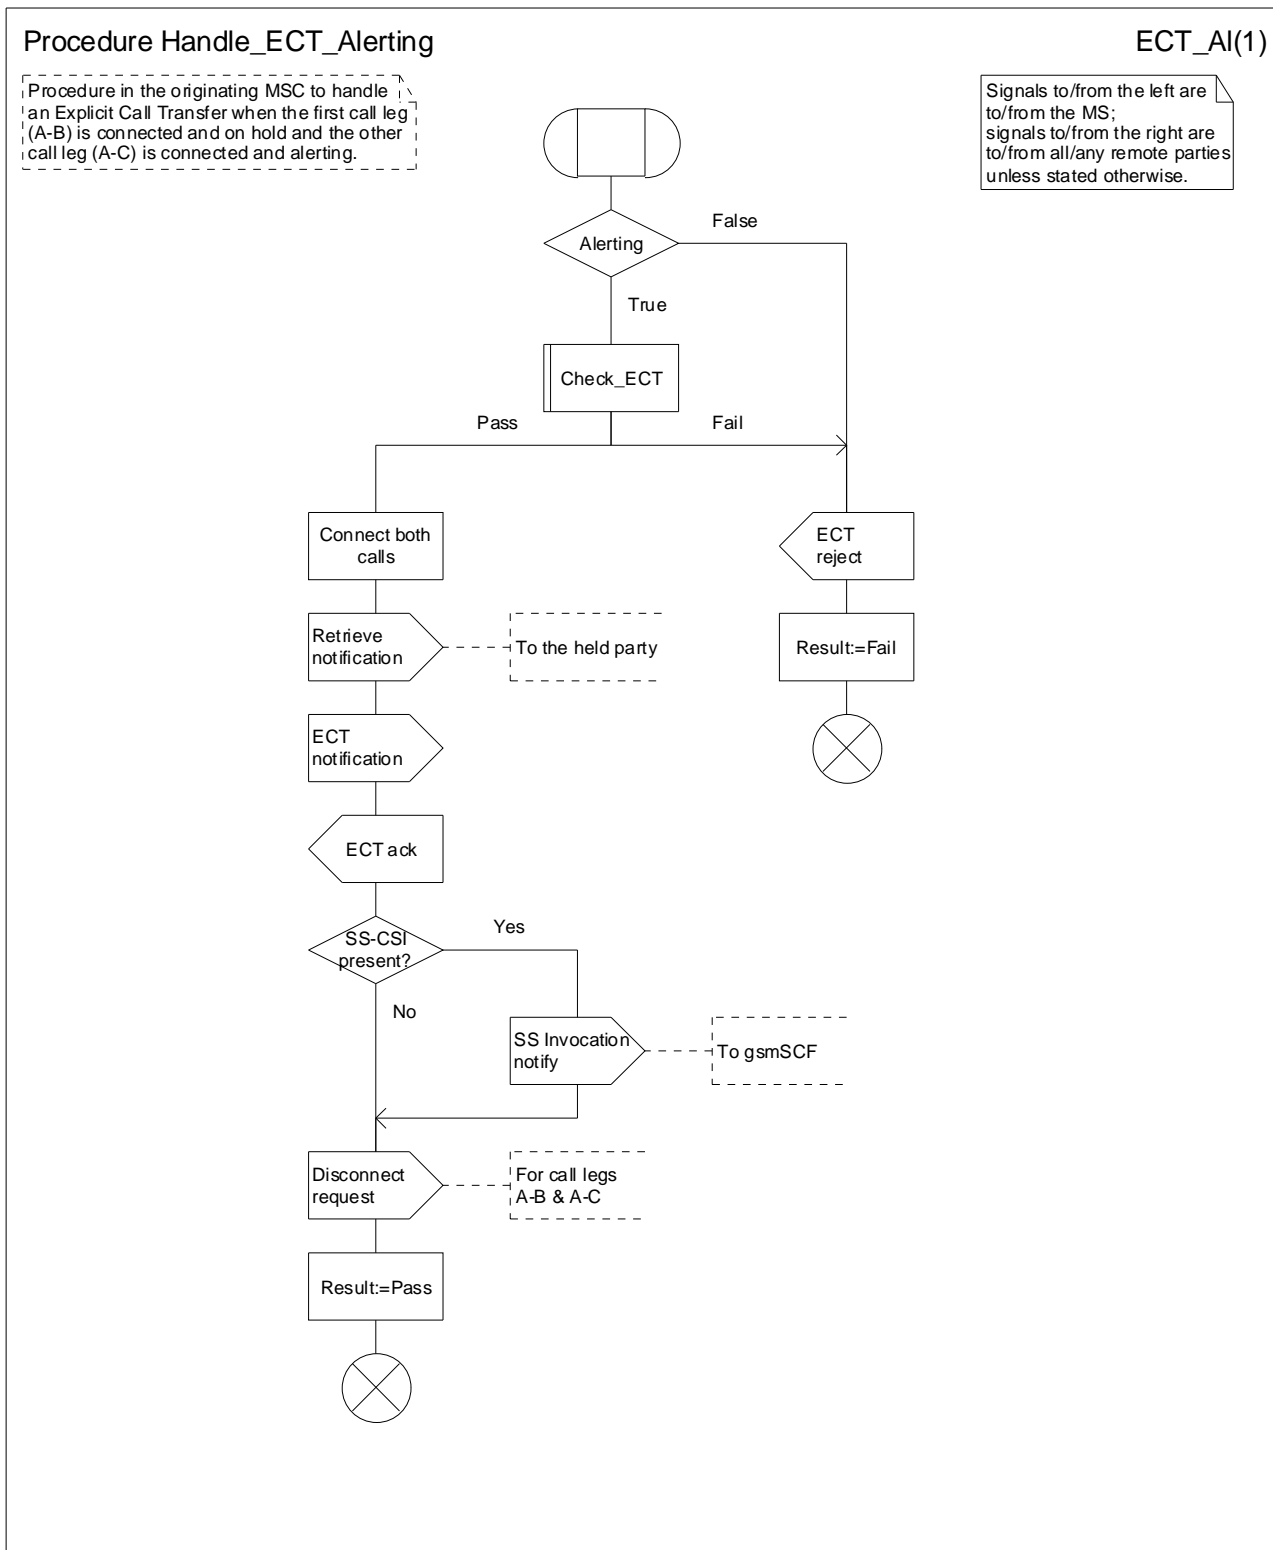 Procedure Handle_ECT_Alerting
ECT_Al(1)
Procedure in the originating MSC to handle
an Explicit Call Transfer when the first call leg
(A-B) is connected and on hold and the other
call leg (A-C) is connected and alerting.
Signals to/from the left are
to/from the MS;
signals to/from the right are
to/from all/any remote parties
unless stated otherwise.
Alerting
False
True
Check_ECT
Pass
Fail
Connect both
calls
ECT
reject
Retrieve
notification
To the held party
Result:=Fail
ECT
notification
ECT ack
SS-CSI
present?
Yes
No
SS Invocation
notify
To gsmSCF
Disconnect
request
For call legs
A-B & A-C
Result:=Pass